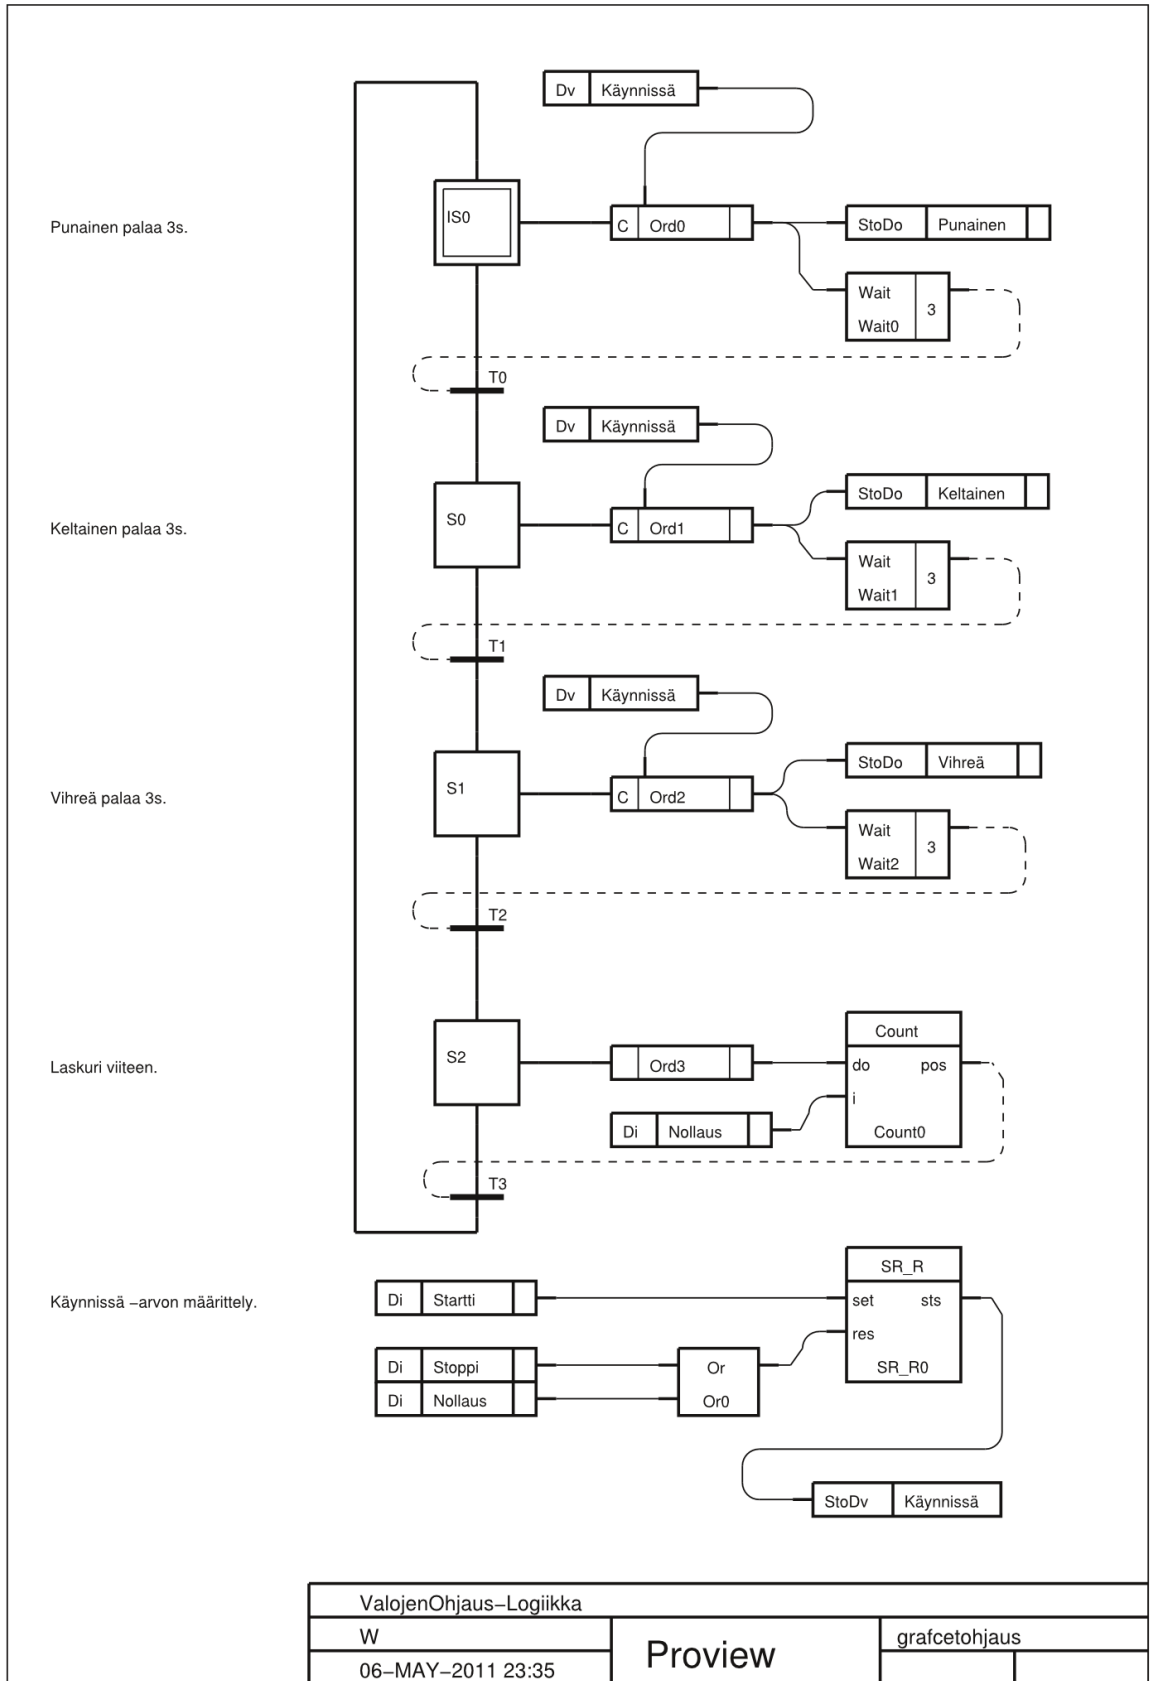 Dv Käynnissä
Punainen palaa 3s.
IS0
C Ord0
StoDo Punainen
Wait
Wait0
3
T0
Dv Käynnissä
Keltainen palaa 3s.
S0
C Ord1
StoDo Keltainen
Wait
Wait1
3
T1
Dv Käynnissä
Vihreä palaa 3s.
S1
C Ord2
StoDo Vihreä
Wait
Wait2
3
T2
Laskuri viiteen.
S2
Ord3
Count
do pos
i
Count0
Di Nollaus
T3
Käynnissä –arvon määrittely.
Di Startti
Di Stoppi
Di Nollaus
Or
Or0
SR_R
set sts
res
SR_R0
StoDv Käynnissä
ValojenOhjaus–Logiikka
W
06–MAY–2011 23:35
Proview
grafcetohjaus